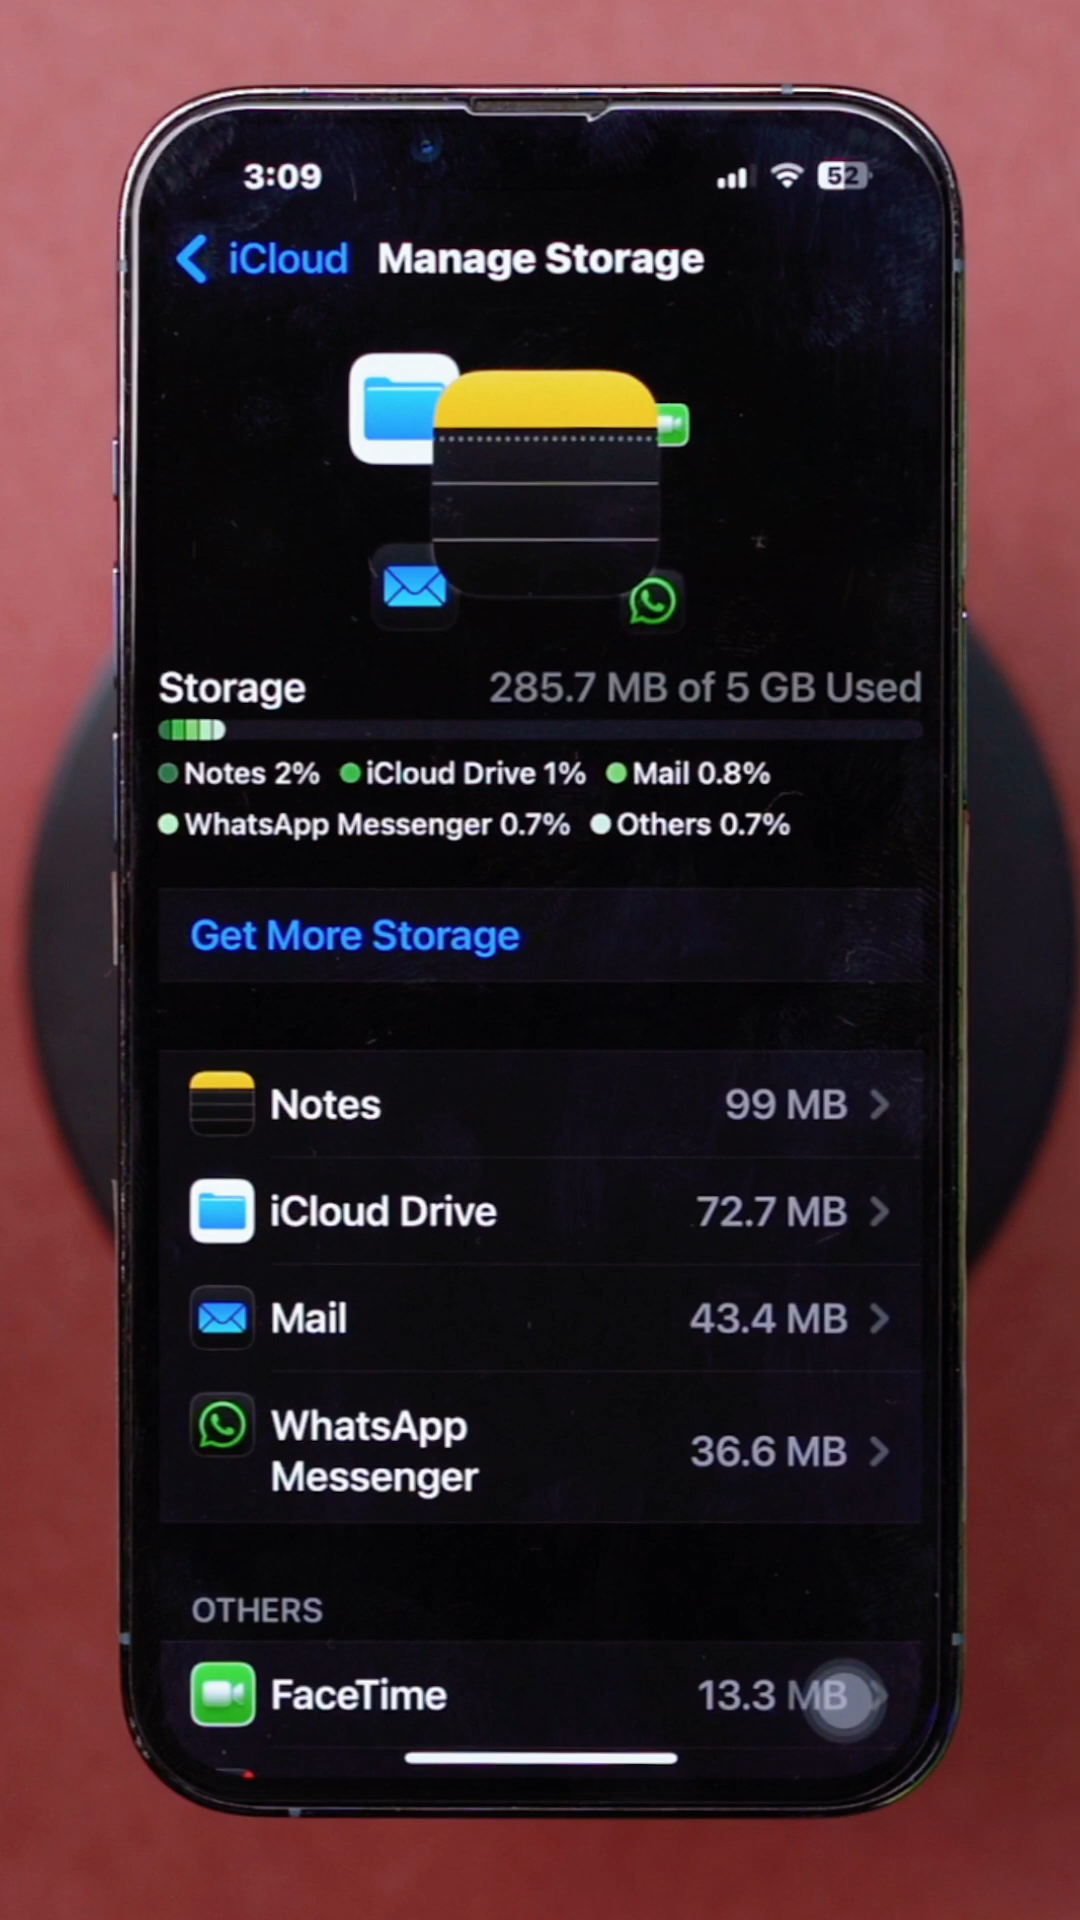 3:09
52
iCloud Manage Storage
Storage 285.7 MB of 5 GB Used
Notes 2% iCloud Drive 1% Mail 0.8%
WhatsApp Messenger 0.7% Others 0.7%
Get More Storage
Notes 99 MB
iCloud Drive 72.7 MB
Mail 43.4 MB
WhatsApp
Messenger 36.6 MB
OTHERS
FaceTime 13.3 MB